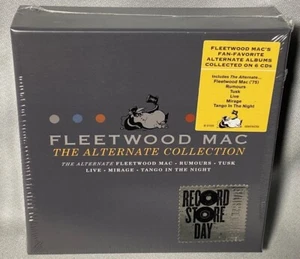 FLEETWOOD MAC'S
FAN-FAVORITE
ALTERNATE ALBUMS
COLLECTED ON 6 CDs
Includes The Alternate...
Fleetwood Mac ('75)
Rumours
Tusk
Live
Mirage
Tango In The Night
FLEETWOOD MAC
THE ALTERNATE COLLECTION
THE ALTERNATE FLEETWOOD MAC • RUMOURS • TUSK
LIVE • MIRAGE • TANGO IN THE NIGHT
RECORD
STORE
DAY